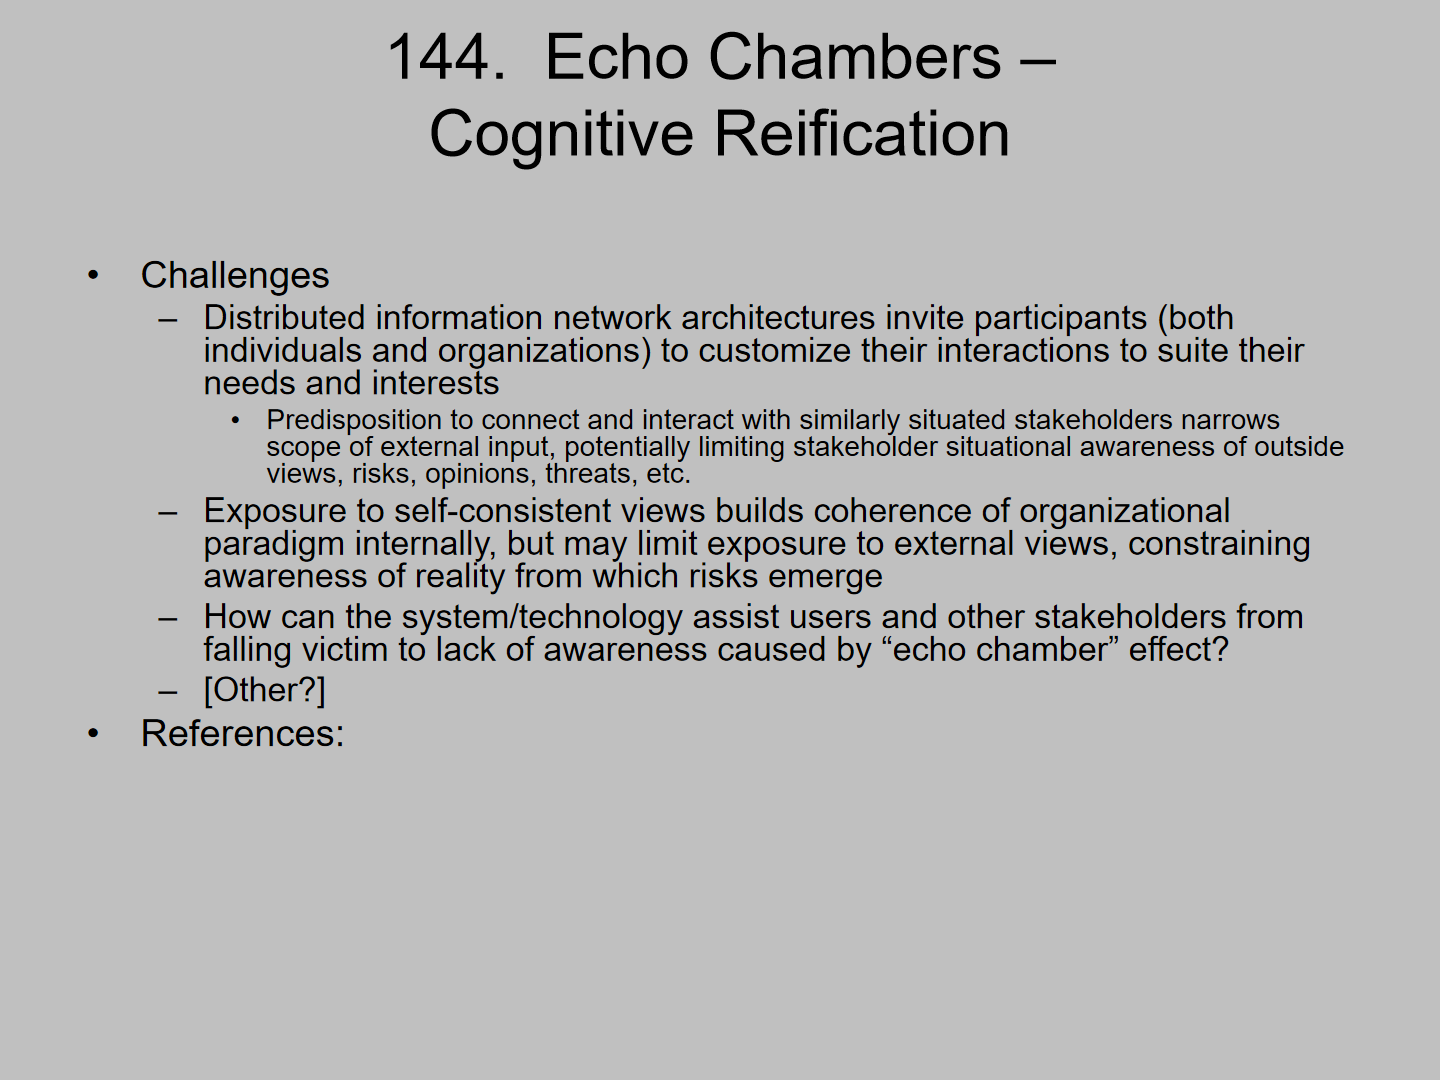 144.  Echo Chambers –
Cognitive Reification
• Challenges
– Distributed information network architectures invite participants (both
individuals and organizations) to customize their interactions to suite their
needs and interests
• Predisposition to connect and interact with similarly situated stakeholders narrows
scope of external input, potentially limiting stakeholder situational awareness of outside
views, risks, opinions, threats, etc.
– Exposure to self-consistent views builds coherence of organizational
paradigm internally, but may limit exposure to external views, constraining
awareness of reality from which risks emerge
– How can the system/technology assist users and other stakeholders from
falling victim to lack of awareness caused by “echo chamber” effect?
– [Other?]
• References: